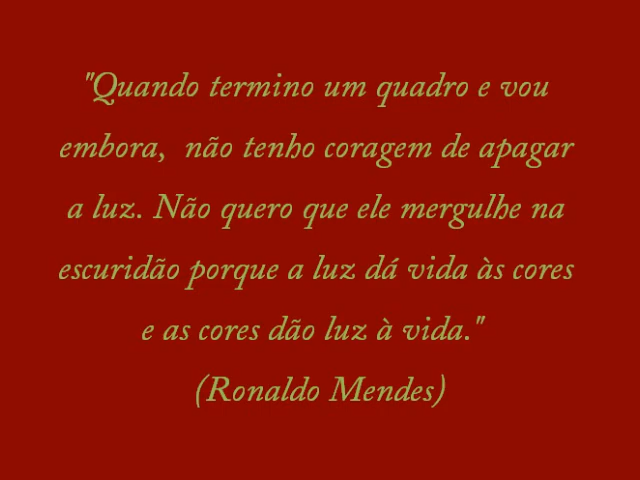 "Quando termino um quadro e vou
embora,  não tenho coragem de apagar
a luz. Não quero que ele mergulhe na
escuridão porque a luz dá vida às cores
e as cores dão luz à vida."
(Ronaldo Mendes)